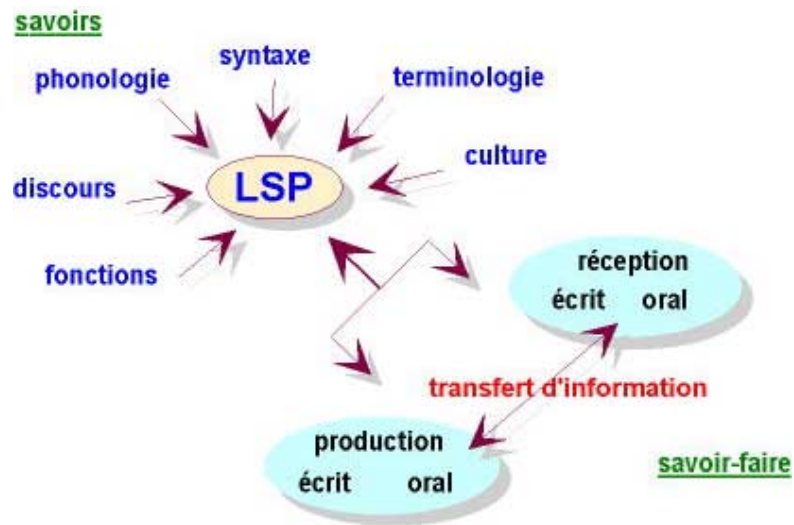 savoirs
syntaxe
phonologie
terminologie
culture
LSP
discours
fonctions
réception
écrit oral
transfert d'information
production
écrit oral
savoir-faire